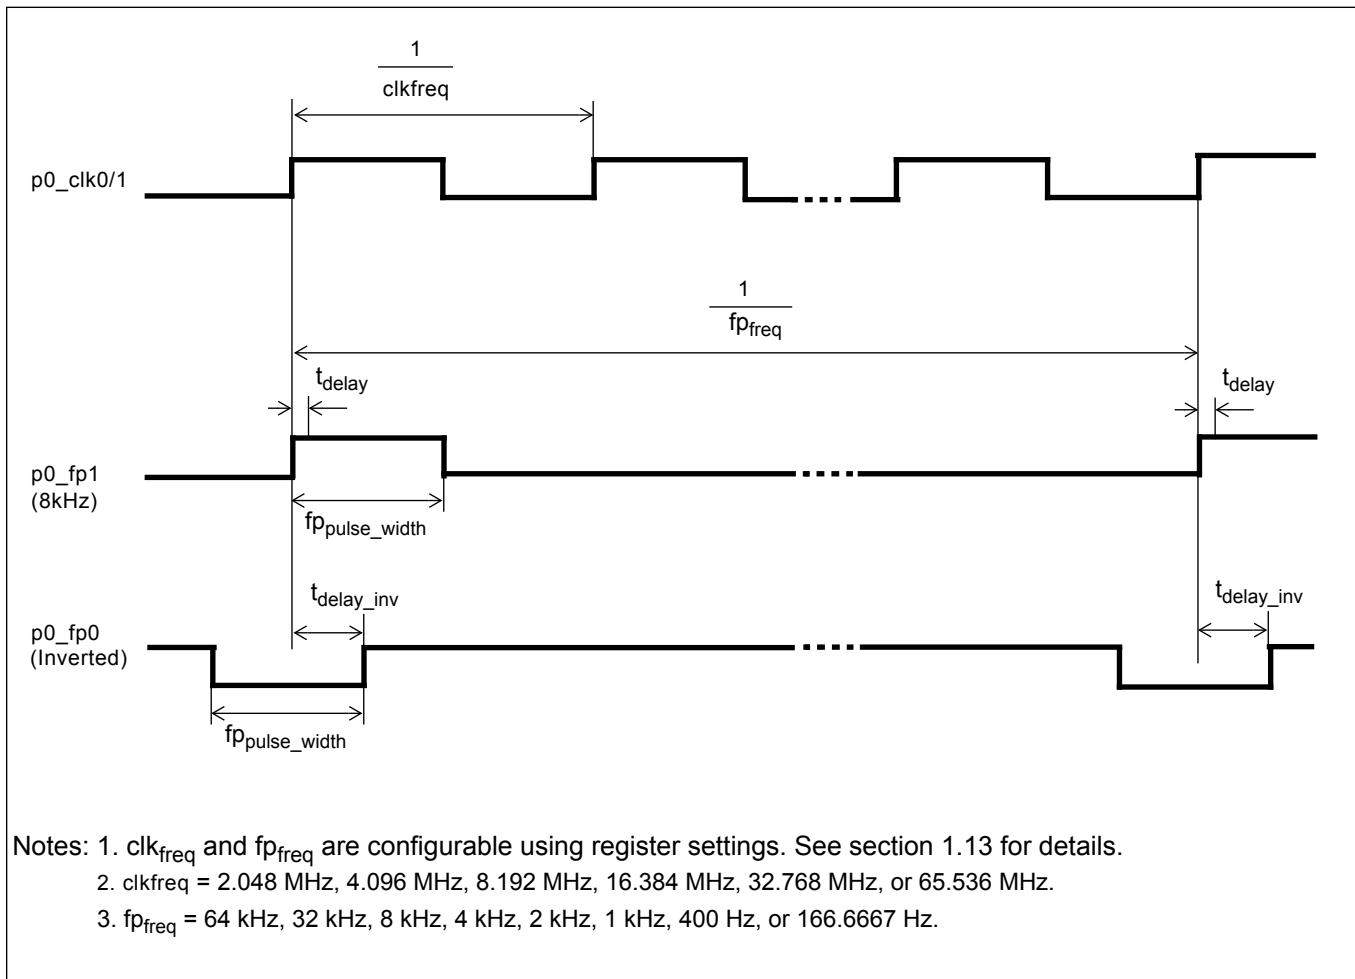 1
clkfreq
p0_clk0/1
1
fpfreq
tdelay
tdelay
p0_fp1
(8kHz)
fppulse_width
tdelay_inv
tdelay_inv
p0_fp0
(Inverted)
fppulse_width
Notes: 1. clkfreq and fpfreq are configurable using register settings. See section 1.13 for details.
2. clkfreq = 2.048 MHz, 4.096 MHz, 8.192 MHz, 16.384 MHz, 32.768 MHz, or 65.536 MHz.
3. fpfreq = 64 kHz, 32 kHz, 8 kHz, 4 kHz, 2 kHz, 1 kHz, 400 Hz, or 166.6667 Hz.